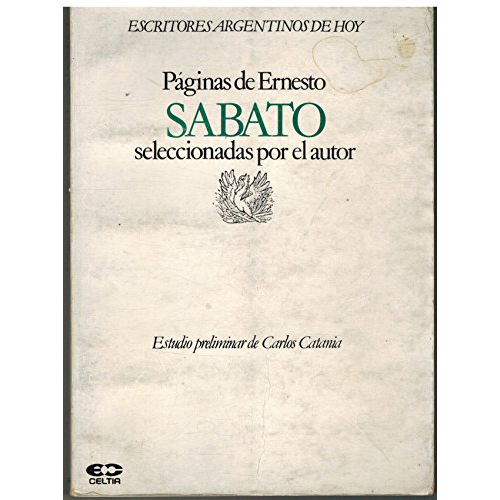 ESCRITORES ARGENTINOS DE HOY
Páginas de Ernesto
SABATO
seleccionadas por el autor
Estudio preliminar de Carlos Catania
CELTIA